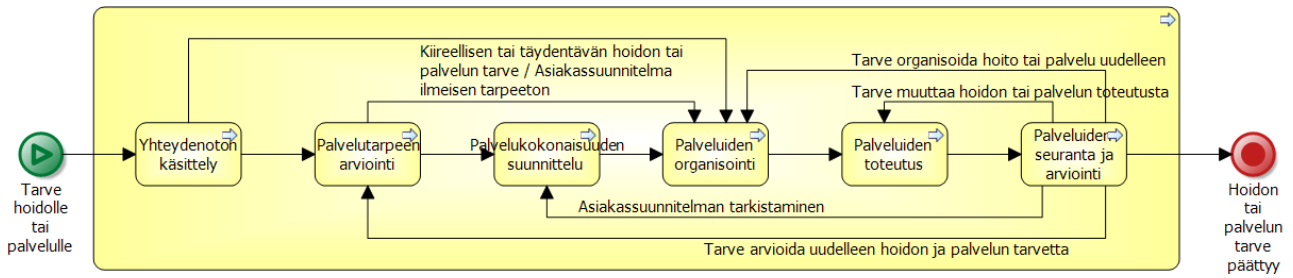 Kiireellisen tai täydentävän hoidon tai
palvelun tarve / Asiakassuunnitelma
ilmeisen tarpeeton
Tarve organisoida hoito tai palvelu uudelleen
Tarve muuttaa hoidon tai palvelun toteutusta
Tarve
hoidolle
tai
palvelulle
Yhteydenoton
käsittely
Palvelutarpeen
arviointi
Palvelukokonaisuuden
suunnittelu
Palveluiden
organisointi
Palveluiden
toteutus
Palveluiden
seuranta ja
arviointi
Hoidon
tai
palvelun
tarve
päättyy
Asiakassuunnitelman tarkistaminen
Tarve arvioida uudelleen hoidon ja palvelun tarvetta